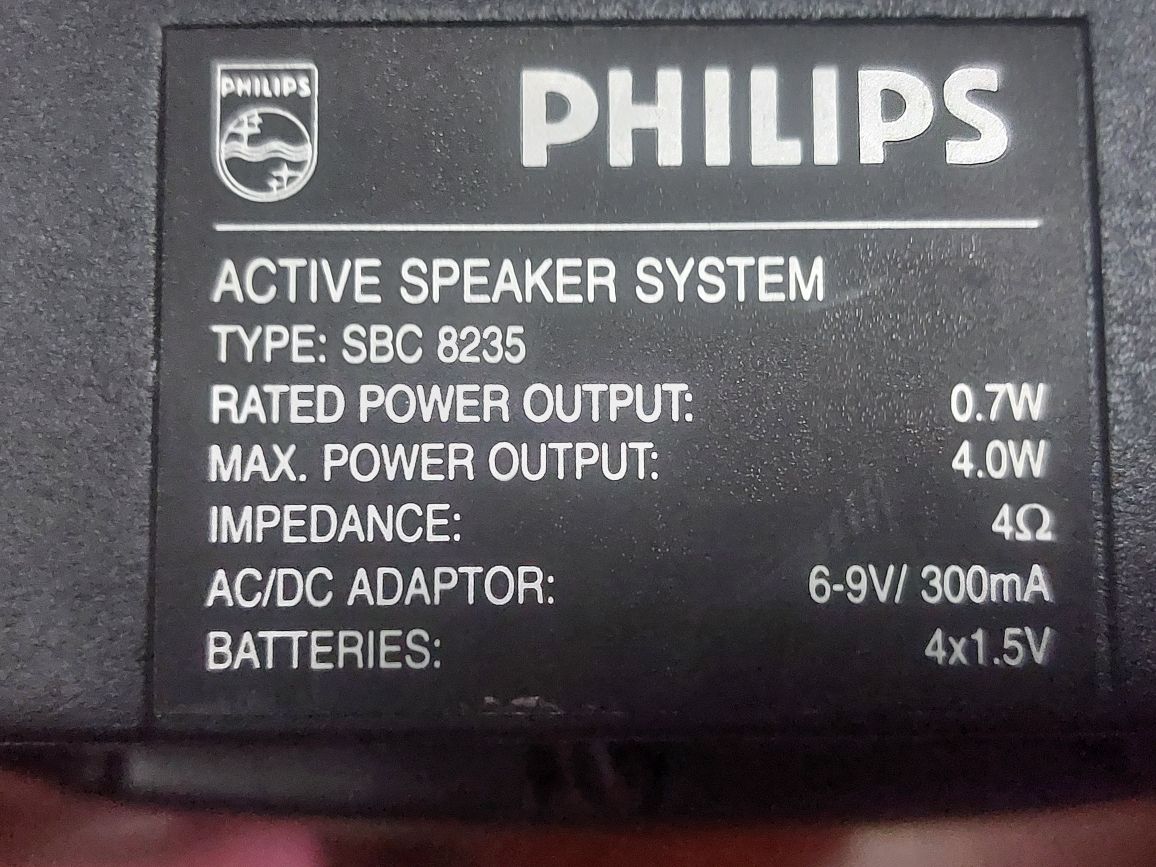 PHILIPS
PHILIPS
ACTIVE SPEAKER SYSTEM
TYPE: SBC 8235
RATED POWER OUTPUT: 0.7W
MAX. POWER OUTPUT: 4.0W
IMPEDANCE: 4Ω
AC/DC ADAPTOR: 6-9V/ 300mA
BATTERIES: 4x1.5V